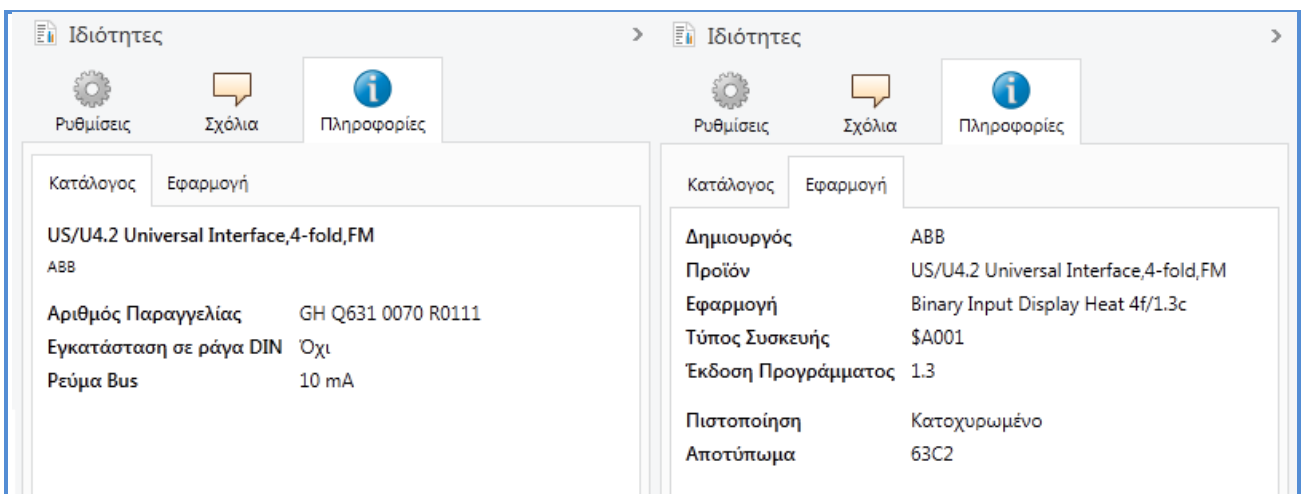 Ιδιότητες
Ρυθμίσεις Σχόλια Πληροφορίες
Κατάλογος Εφαρμογή
US/U4.2 Universal Interface,4-fold,FM
ABB
Αριθμός Παραγγελίας GH Q631 0070 R0111
Εγκατάσταση σε ράγα DIN Όχι
Ρεύμα Bus 10 mA
Ιδιότητες
Ρυθμίσεις Σχόλια Πληροφορίες
Κατάλογος Εφαρμογή
Δημιουργός ABB
Προϊόν US/U4.2 Universal Interface,4-fold,FM
Εφαρμογή Binary Input Display Heat 4f/1.3c
Τύπος Συσκευής $A001
Έκδοση Προγράμματος 1.3
Πιστοποίηση Κατοχυρωμένο
Αποτύπωμα 63C2